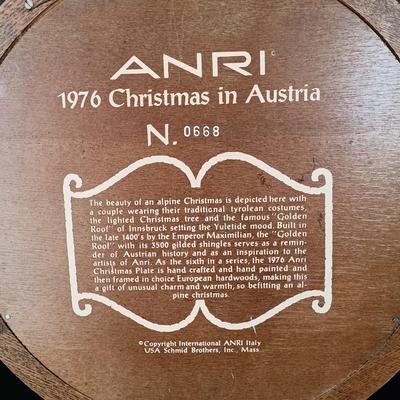 ANRI ©
1976 Christmas in Austria
N. 0668
The beauty of an alpine Christmas is depicted here with
a couple wearing their traditional tyrolean costumes,
the lighted Christmas tree and the famous "Golden
Roof" of Innsbruck setting the Yuletide mood. Built in
the late 1400's by the Emperor Maximilian, the "Golden
Roof" with its 3500 gilded shingles serves as a remin-
der of Austrian history and as an inspiration to the
artists of Anri. As the sixth in a series, the 1976 Anri
Christmas Plate is hand crafted and hand painted and
then framed in choice European hardwoods, making this
a gift of unusual charm and warmth, so befitting an al-
pine christmas.
© Copyright International ANRI Italy
USA Schmid Brothers, Inc., Mass